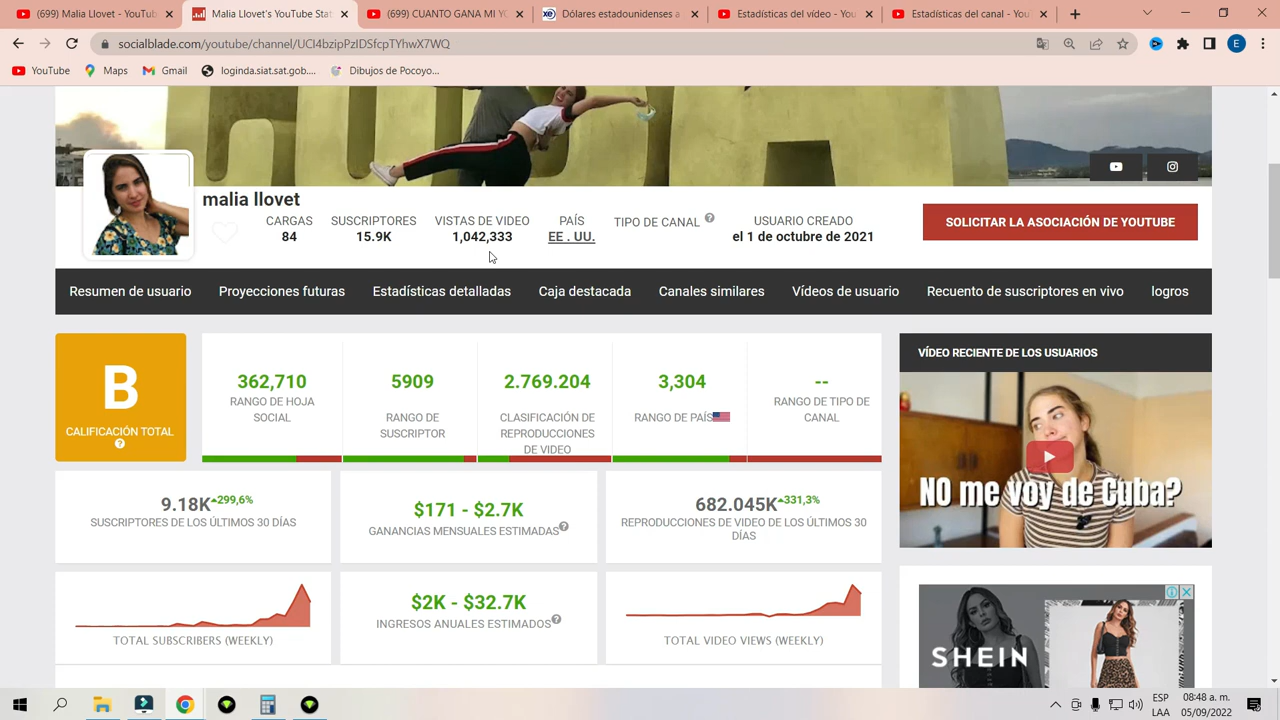 (699) Malia Llovet's - YouT
Malia Llovet's YouTube Stat
(699) CUANTO GANA MI YO
Dólares estadounidenses a
Estadísticas del vídeo - You
Estadísticas del canal - You
socialblade.com/youtube/channel/UCI4bzipPzIDSfcpTYhwX7WQ
E
YouTube
Maps
Gmail
loginda.siat.sat.gob....
Dibujos de Pocoyo...
malia llovet
CARGAS
84
SUSCRIPTORES
15.9K
VISTAS DE VIDEO
1,042,333
PAÍS
EE . UU.
TIPO DE CANAL
USUARIO CREADO
el 1 de octubre de 2021
SOLICITAR LA ASOCIACIÓN DE YOUTUBE
Resumen de usuario
Proyecciones futuras
Estadísticas detalladas
Caja destacada
Canales similares
Vídeos de usuario
Recuento de suscriptores en vivo
logros
B
CALIFICACIÓN TOTAL
362,710
RANGO DE HOJA
SOCIAL
5909
RANGO DE
SUSCRIPTOR
2.769.204
CLASIFICACIÓN DE
REPRODUCCIONES
DE VIDEO
3,304
RANGO DE PAÍS
--
RANGO DE TIPO DE
CANAL
VÍDEO RECIENTE DE LOS USUARIOS
NO me voy de Cuba?
9.18K 299,6%
SUSCRIPTORES DE LOS ÚLTIMOS 30 DÍAS
$171 - $2.7K
GANANCIAS MENSUALES ESTIMADAS
682.045K 331,3%
REPRODUCCIONES DE VIDEO DE LOS ÚLTIMOS 30
DÍAS
TOTAL SUBSCRIBERS (WEEKLY)
$2K - $32.7K
INGRESOS ANUALES ESTIMADOS
TOTAL VIDEO VIEWS (WEEKLY)
SHEIN
ESP
LAA
08:48 a. m.
05/09/2022